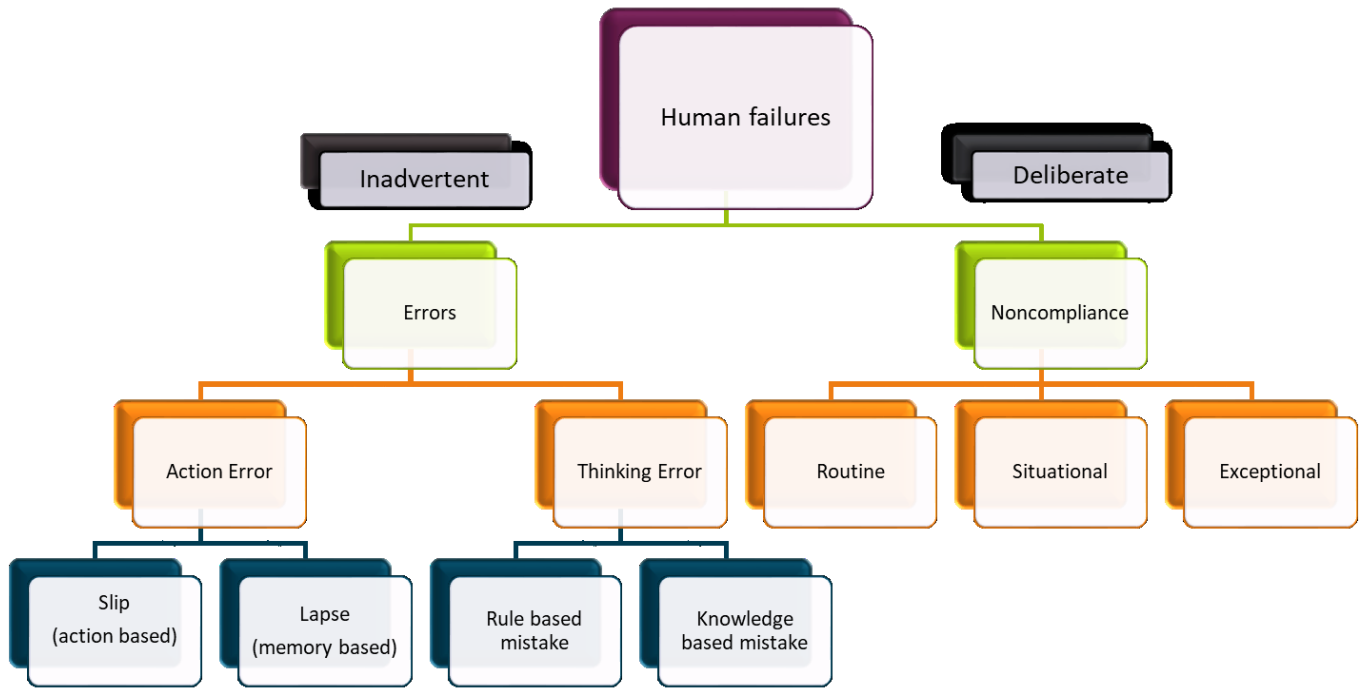 Human failures
Inadvertent
Deliberate
Errors
Noncompliance
Action Error
Thinking Error
Routine
Situational
Exceptional
Slip
(action based)
Lapse
(memory based)
Rule based
mistake
Knowledge
based mistake